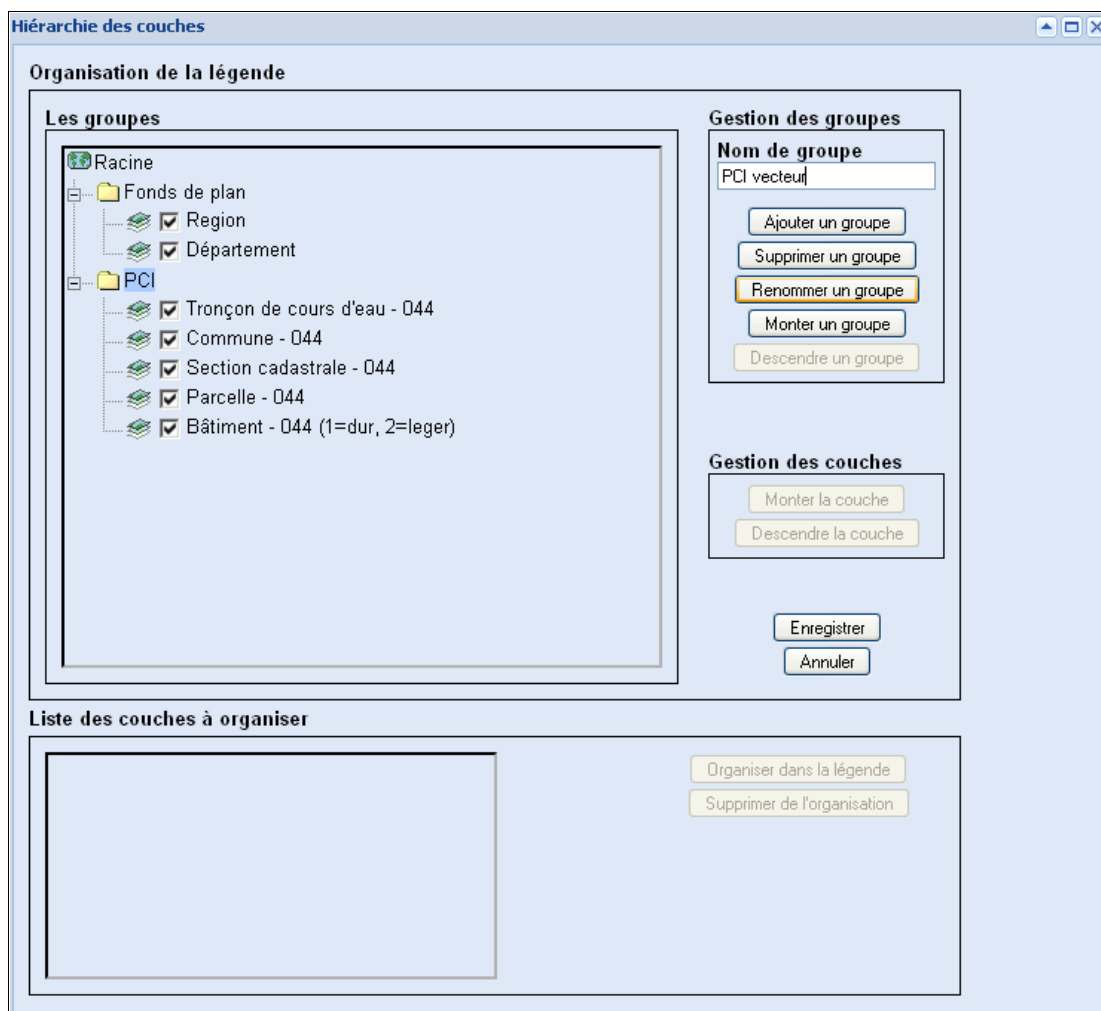 Hiérarchie des couches
Organisation de la légende
Les groupes
Racine
Fonds de plan
Region
Département
PCI
Tronçon de cours d'eau - 044
Commune - 044
Section cadastrale - 044
Parcelle - 044
Bâtiment - 044 (1=dur, 2=leger)
Gestion des groupes
Nom de groupe
PCI vecteur
Ajouter un groupe
Supprimer un groupe
Renommer un groupe
Monter un groupe
Descendre un groupe
Gestion des couches
Monter la couche
Descendre la couche
Enregistrer
Annuler
Liste des couches à organiser
Organiser dans la légende
Supprimer de l'organisation